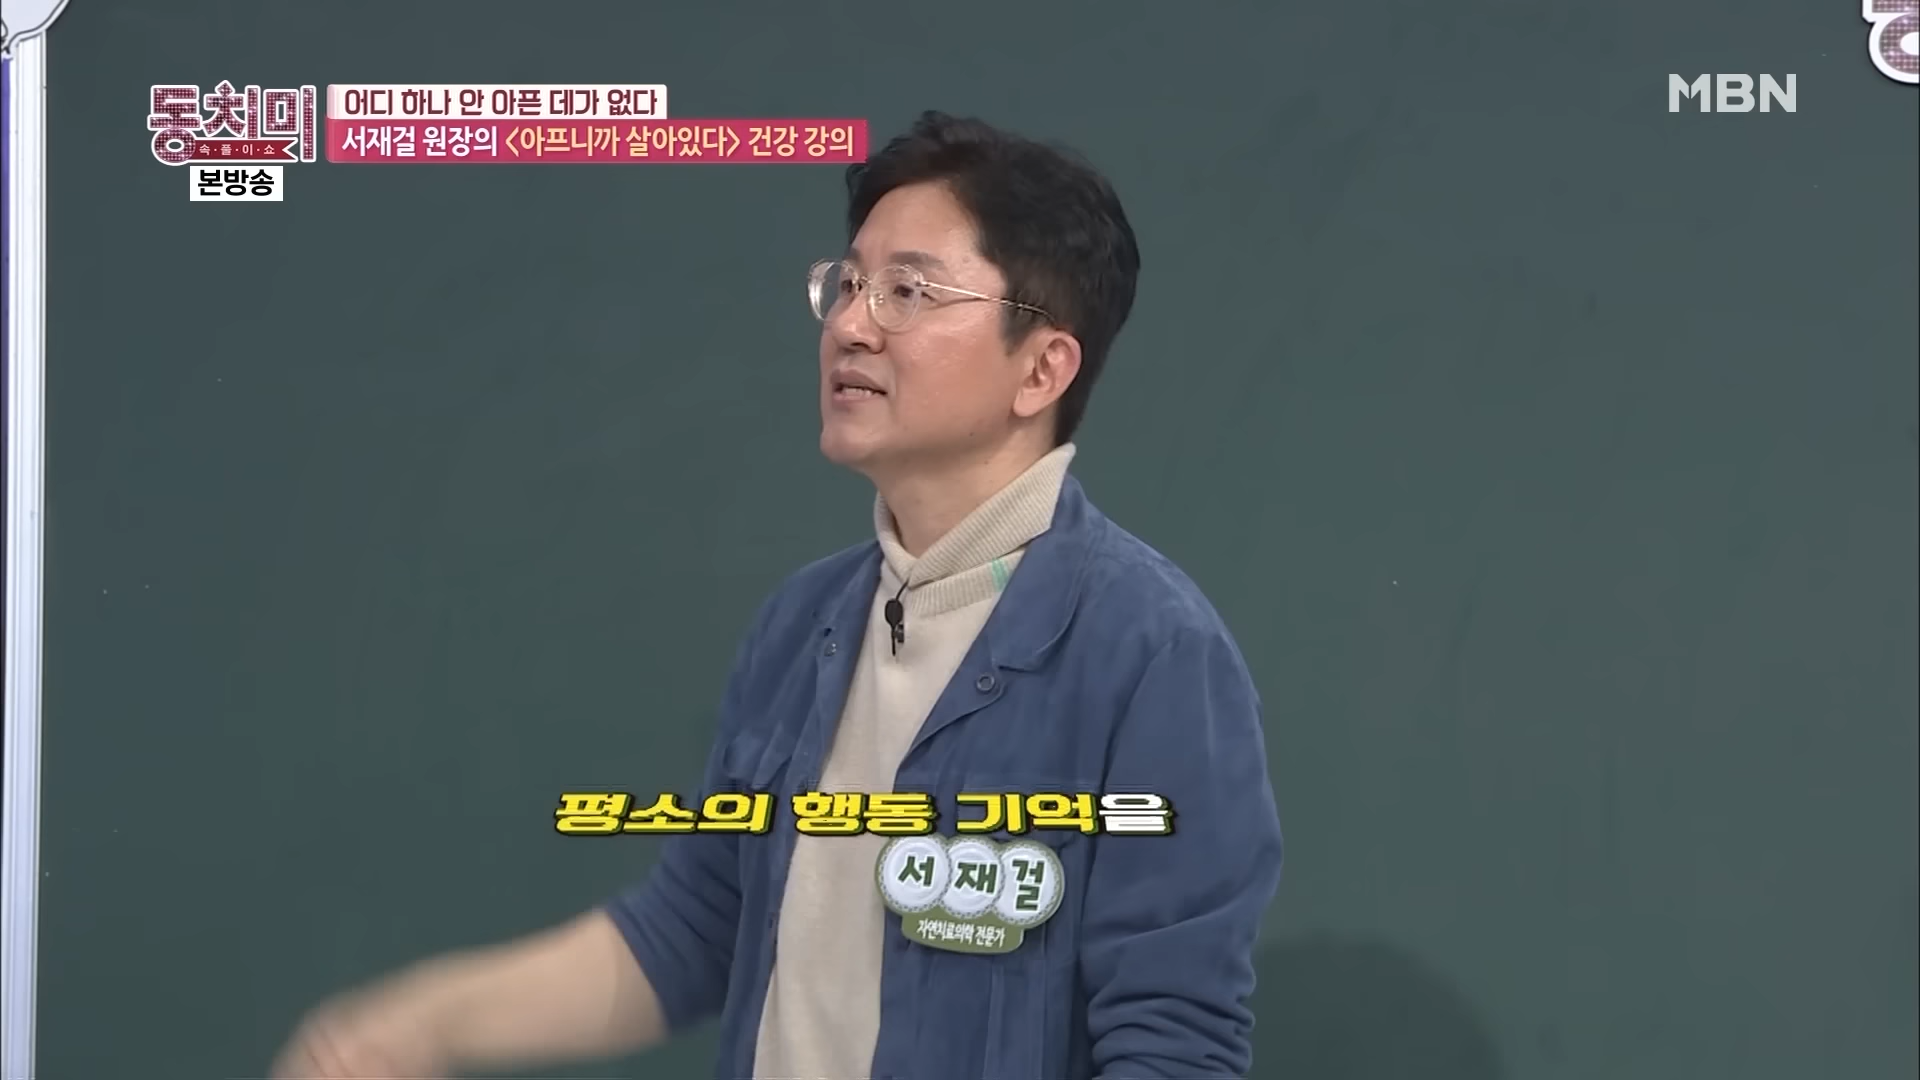 동치미
속·풀·이·쇼
본방송
어디 하나 안 아픈 데가 없다
서재걸 원장의 <아프니까 살아있다> 건강 강의
MBN
평소의 행동 기억을
서재걸
자연치료의학 전문가